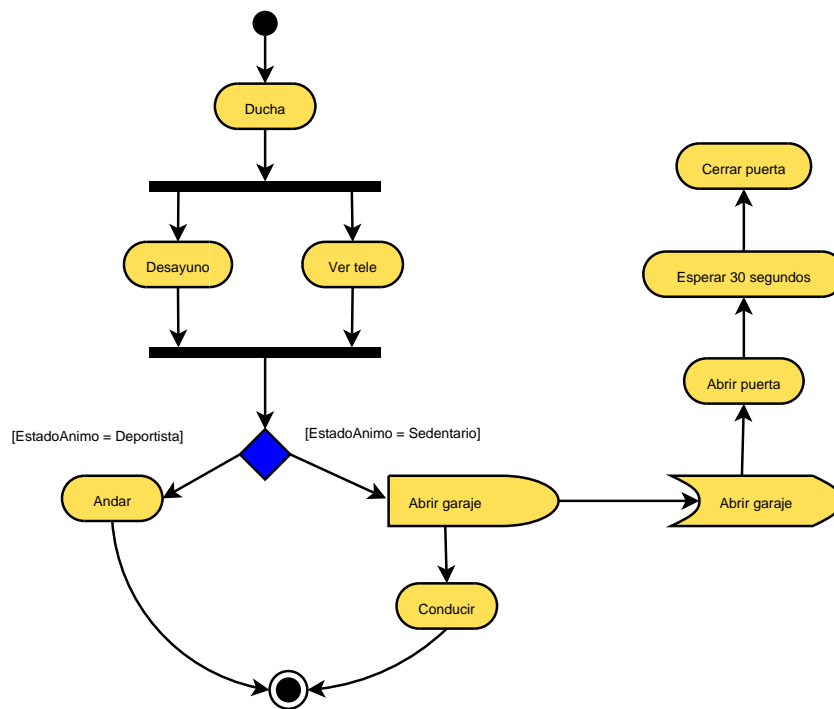 Ducha
Cerrar puerta
Desayuno
Ver tele
Esperar 30 segundos
Abrir puerta
[EstadoAnimo = Deportista]
[EstadoAnimo = Sedentario]
Andar
Abrir garaje
Abrir garaje
Conducir